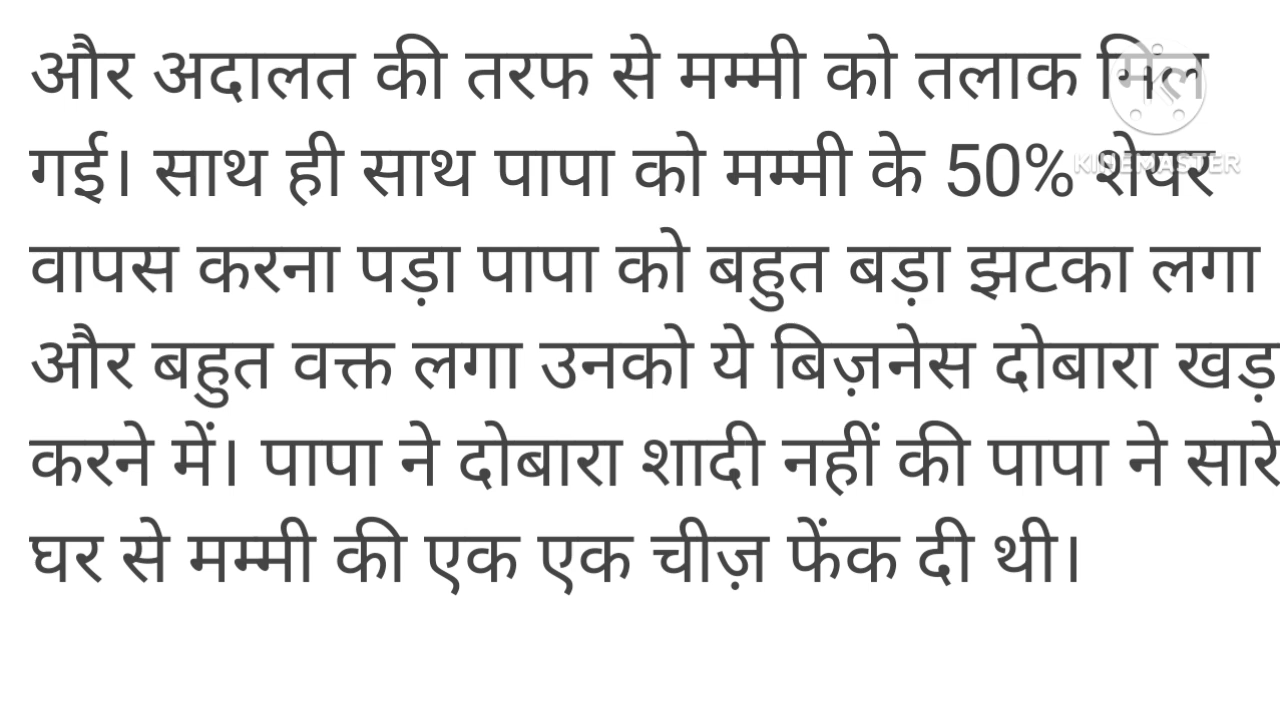 और अदालत की तरफ से मम्मी को तलाक मिल
गई। साथ ही साथ पापा को मम्मी के 50% शेयर
KINEMASTER
वापस करना पड़ा पापा को बहुत बड़ा झटका लगा
और बहुत वक्त लगा उनको ये बिज़नेस दोबारा खड़
करने में। पापा ने दोबारा शादी नहीं की पापा ने सारे
घर से मम्मी की एक एक चीज़ फेंक दी थी।